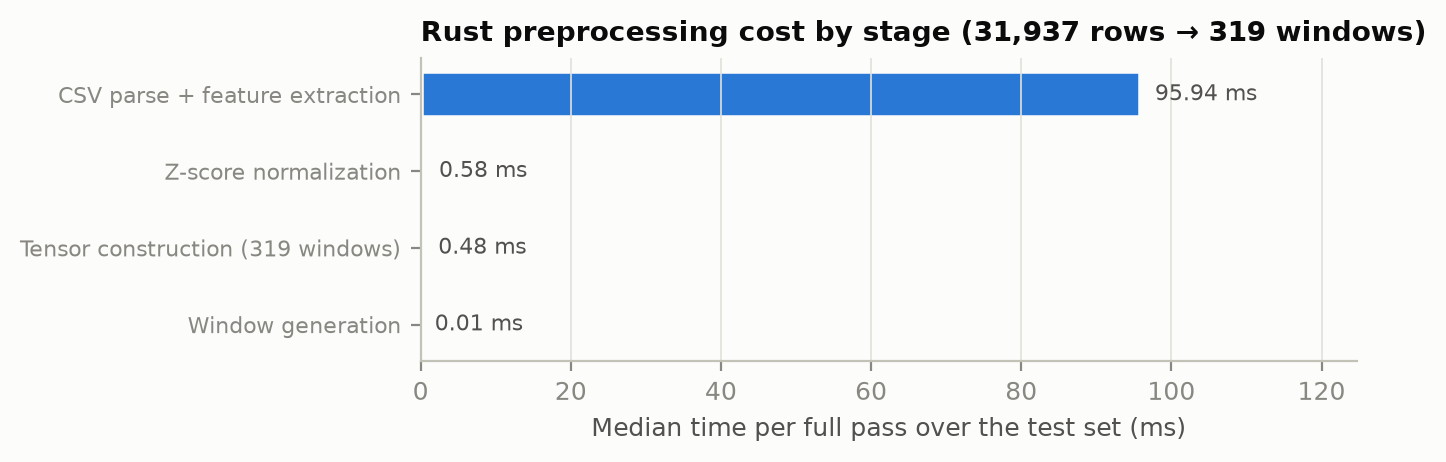 Rust preprocessing cost by stage (31,937 rows → 319 windows)
CSV parse + feature extraction
95.94 ms
Z-score normalization
0.58 ms
Tensor construction (319 windows)
0.48 ms
Window generation
0.01 ms
0 20 40 60 80 100 120
Median time per full pass over the test set (ms)